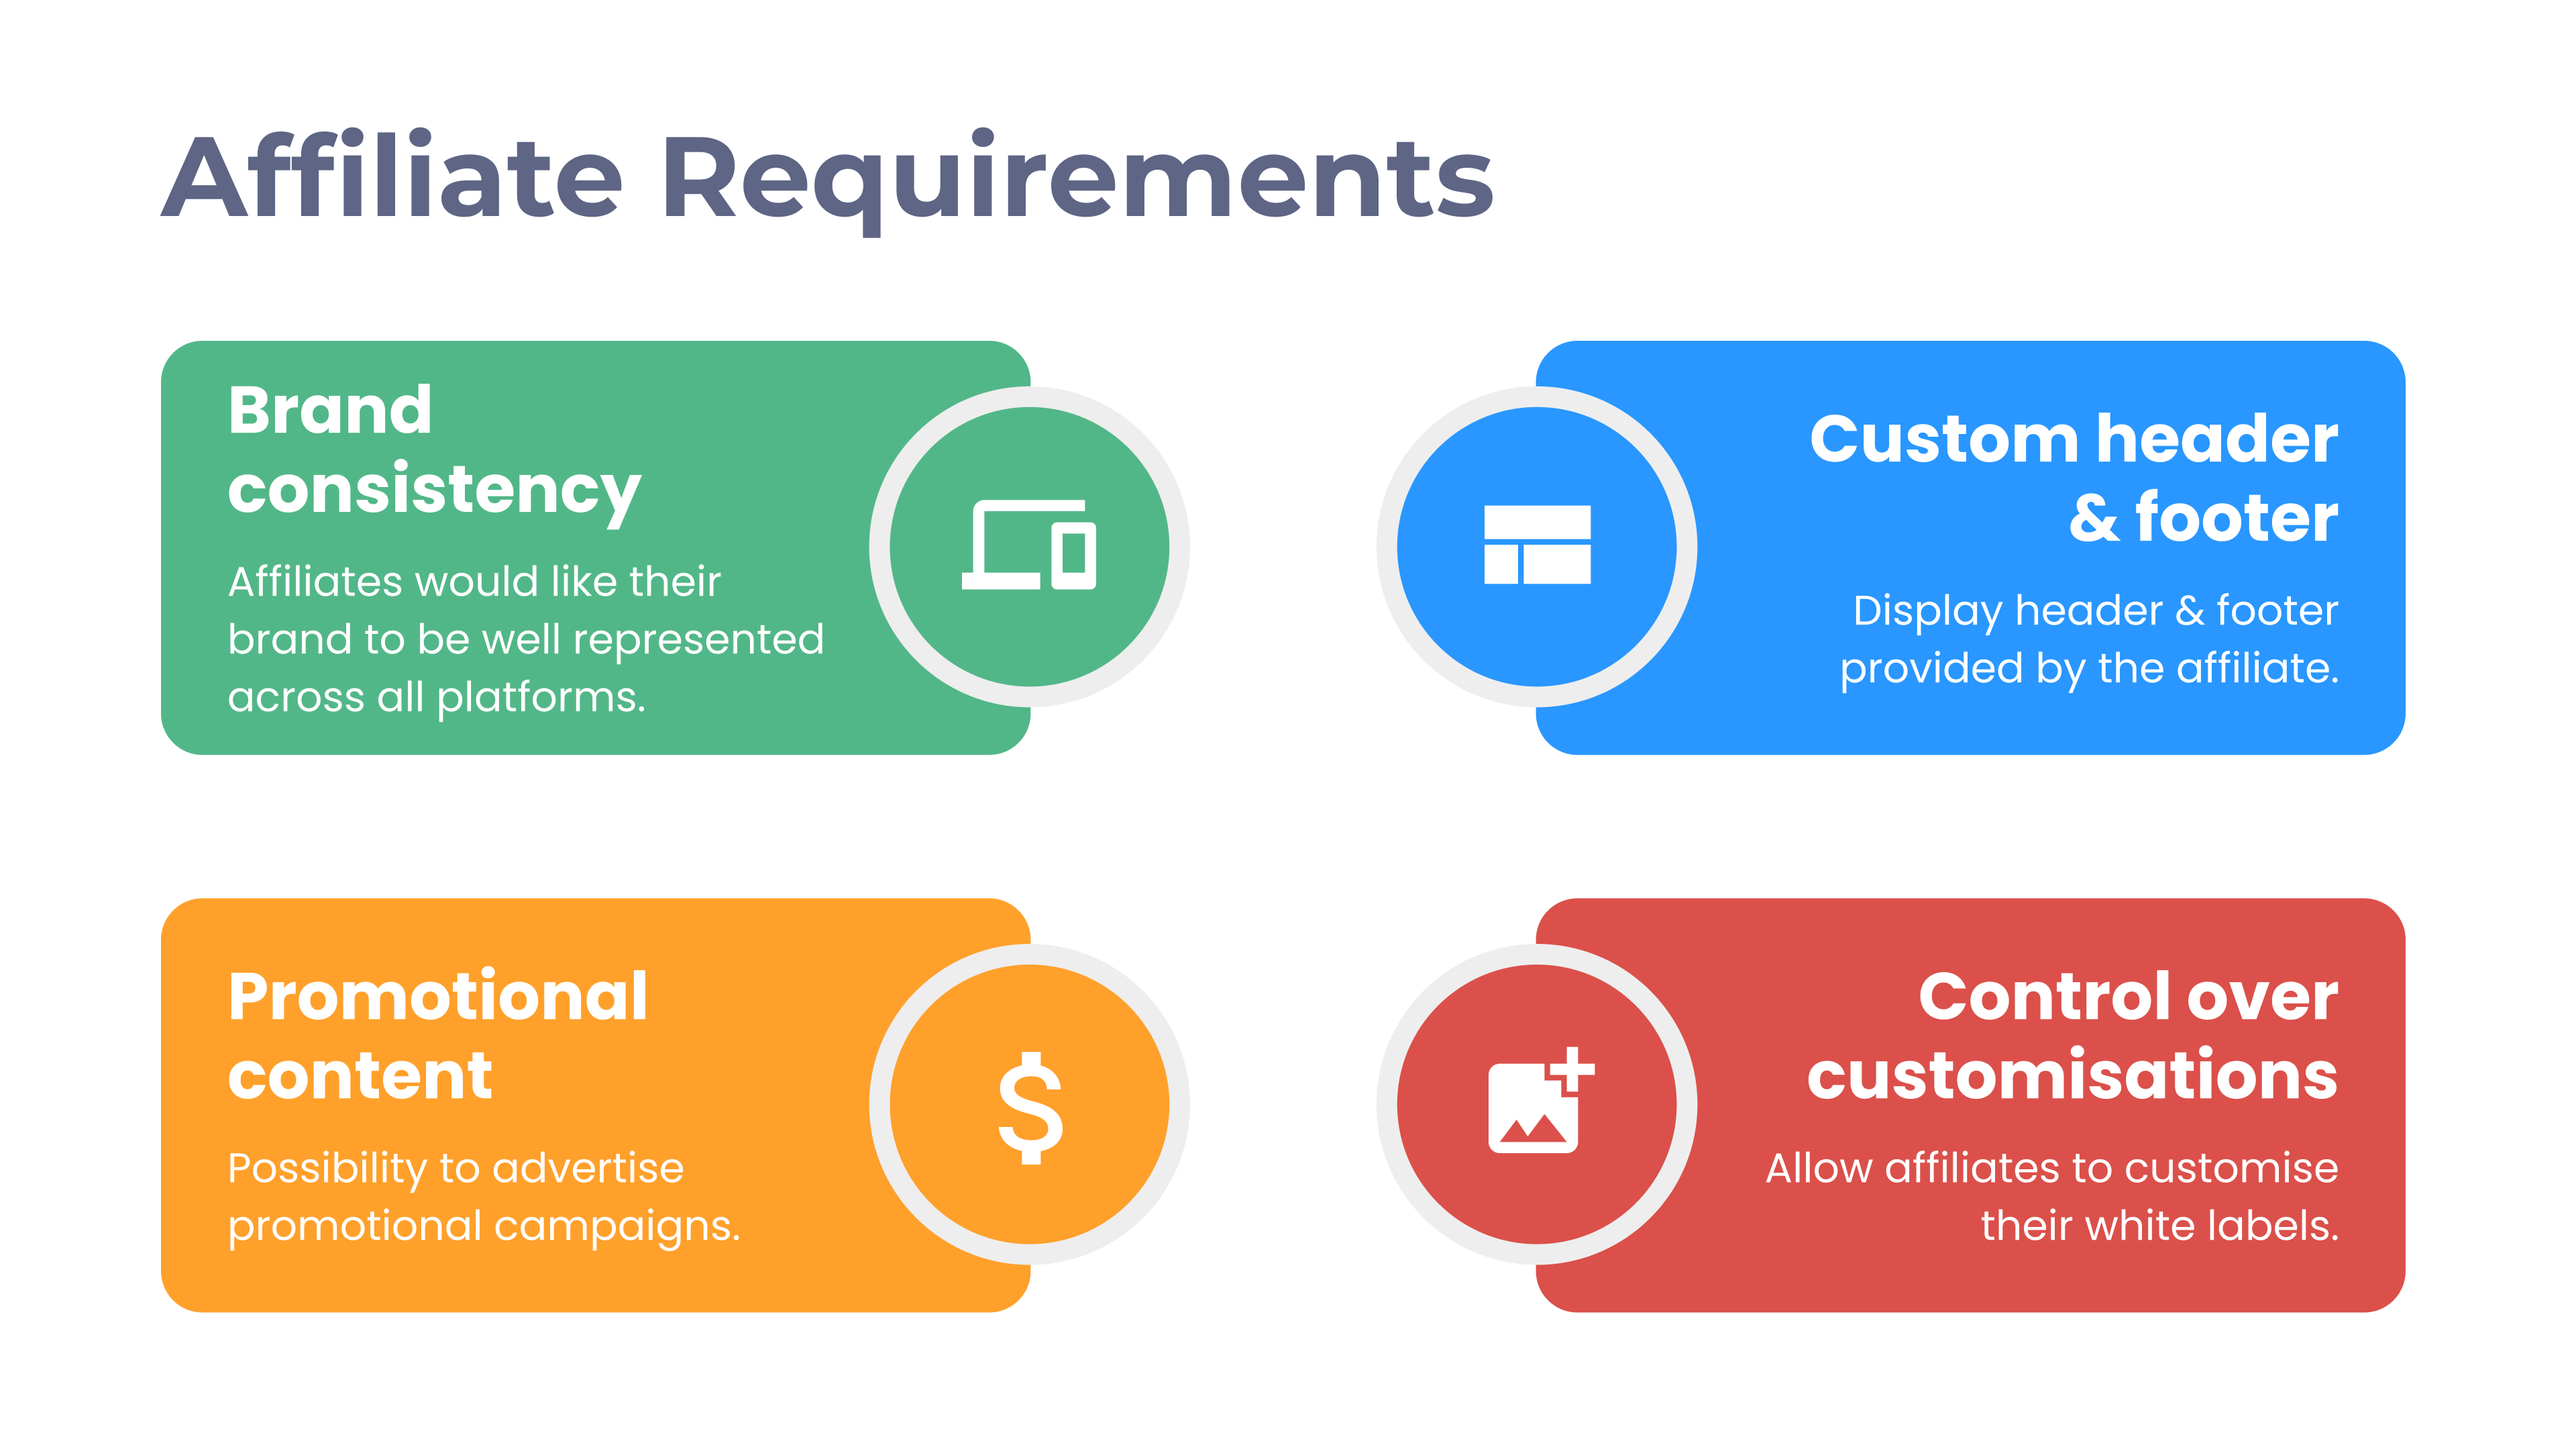 Affiliate Requirements
Brand
consistency
Affiliates would like their
brand to be well represented
across all platforms.
Custom header
& footer
Display header & footer
provided by the affiliate.
Promotional
content
Possibility to advertise
promotional campaigns.
Control over
customisations
Allow affiliates to customise
their white labels.